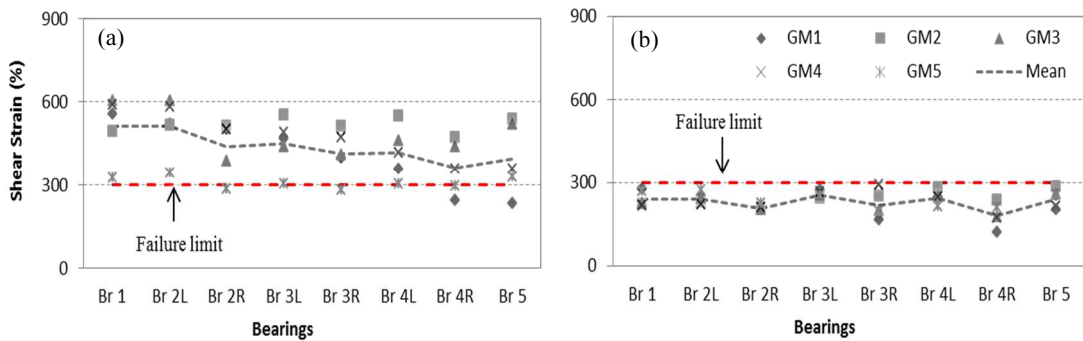 900
(a)
600
Shear Strain (%)
300
Failure limit
0
Br 1 Br 2L Br 2R Br 3L Br 3R Br 4L Br 4R Br 5
Bearings
900
(b)
GM1 GM2 GM3
GM4 GM5 Mean
600
Failure limit
300
0
Br 1 Br 2L Br 2R Br 3L Br 3R Br 4L Br 4R Br 5
Bearings